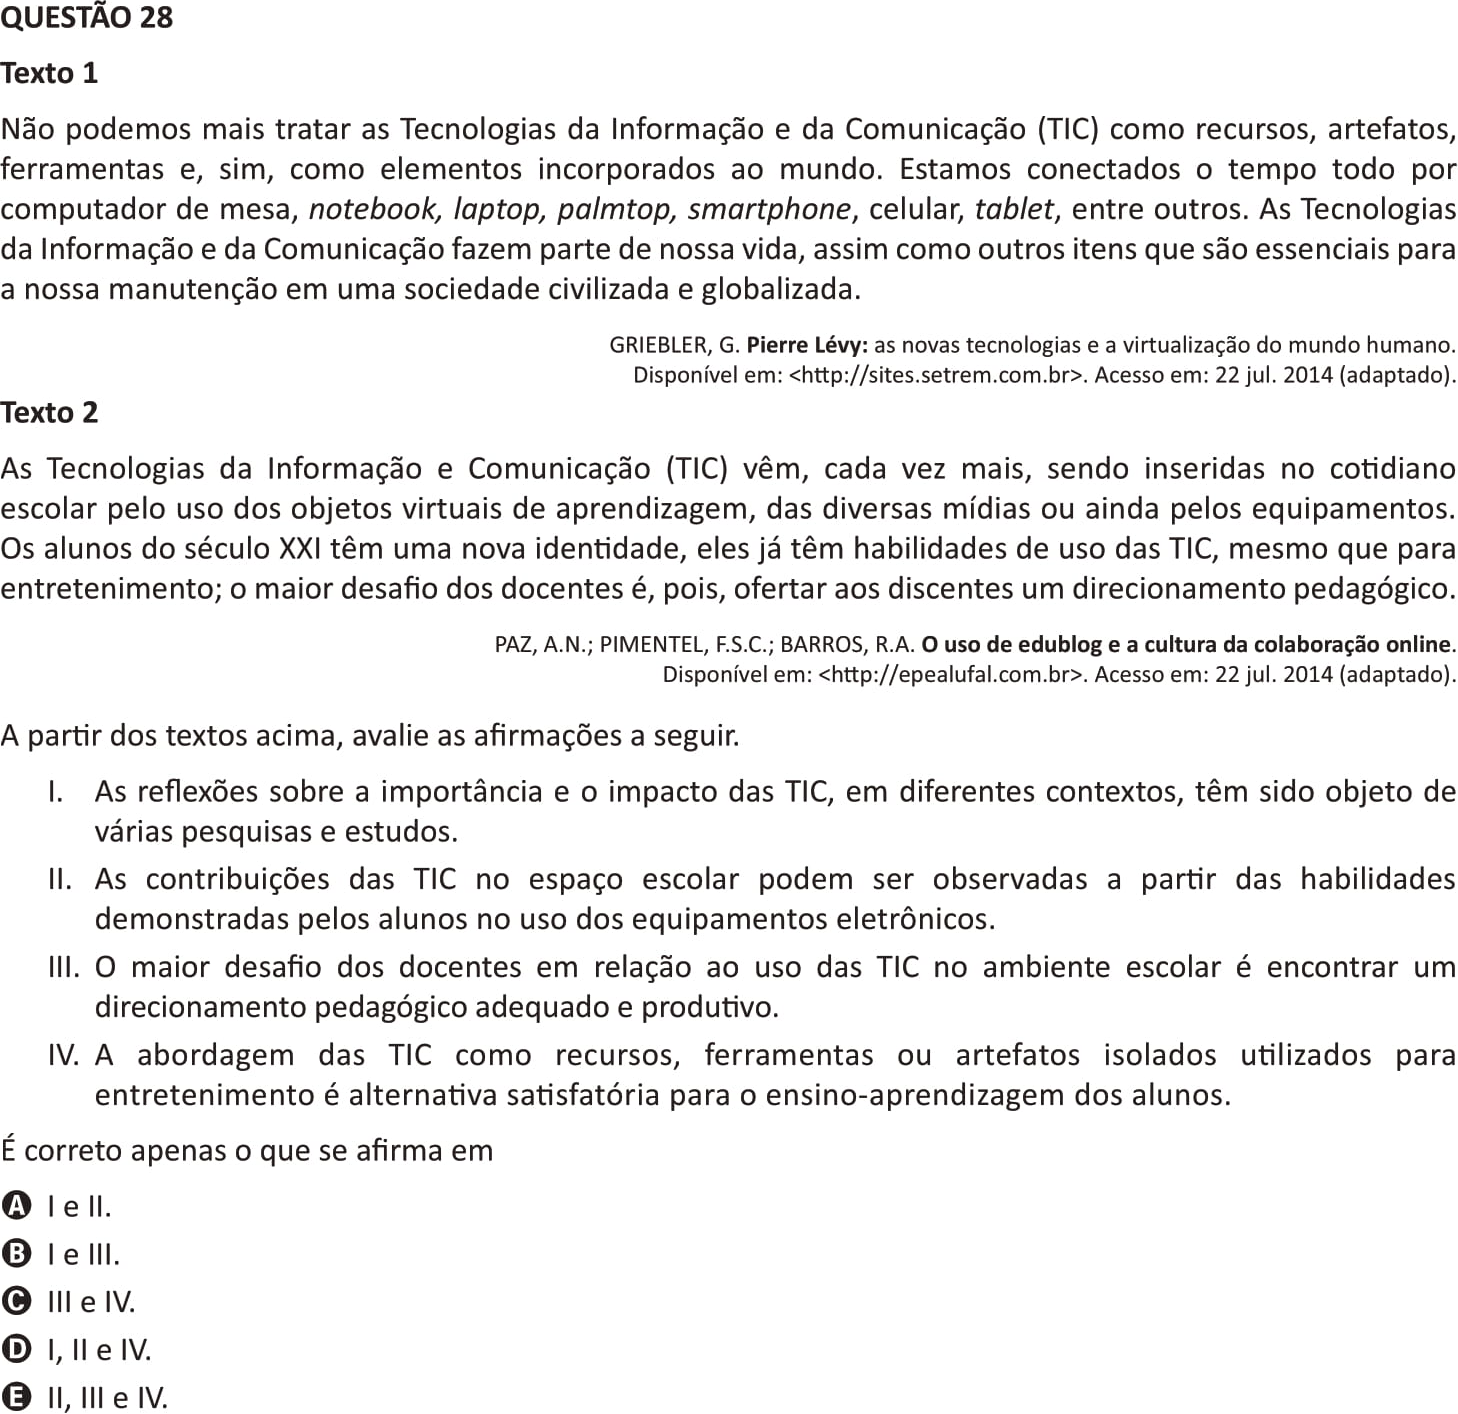 QUESTÃO 28
Texto 1
Não podemos mais tratar as Tecnologias da Informação e da Comunicação (TIC) como recursos, artefatos,
ferramentas e, sim, como elementos incorporados ao mundo. Estamos conectados o tempo todo por
computador de mesa, notebook, laptop, palmtop, smartphone, celular, tablet, entre outros. As Tecnologias
da Informação e da Comunicação fazem parte de nossa vida, assim como outros itens que são essenciais para
a nossa manutenção em uma sociedade civilizada e globalizada.
GRIEBLER, G. Pierre Lévy: as novas tecnologias e a virtualização do mundo humano.
Disponível em: <http://sites.setrem.com.br>. Acesso em: 22 jul. 2014 (adaptado).
Texto 2
As Tecnologias da Informação e Comunicação (TIC) vêm, cada vez mais, sendo inseridas no cotidiano
escolar pelo uso dos objetos virtuais de aprendizagem, das diversas mídias ou ainda pelos equipamentos.
Os alunos do século XXI têm uma nova identidade, eles já têm habilidades de uso das TIC, mesmo que para
entretenimento; o maior desafio dos docentes é, pois, ofertar aos discentes um direcionamento pedagógico.
PAZ, A.N.; PIMENTEL, F.S.C.; BARROS, R.A. O uso de edublog e a cultura da colaboração online.
Disponível em: <http://epealufal.com.br>. Acesso em: 22 jul. 2014 (adaptado).
A partir dos textos acima, avalie as afirmações a seguir.
I. As reflexões sobre a importância e o impacto das TIC, em diferentes contextos, têm sido objeto de
várias pesquisas e estudos.
II. As contribuições das TIC no espaço escolar podem ser observadas a partir das habilidades
demonstradas pelos alunos no uso dos equipamentos eletrônicos.
III. O maior desafio dos docentes em relação ao uso das TIC no ambiente escolar é encontrar um
direcionamento pedagógico adequado e produtivo.
IV. A abordagem das TIC como recursos, ferramentas ou artefatos isolados utilizados para
entretenimento é alternativa satisfatória para o ensino-aprendizagem dos alunos.
É correto apenas o que se afirma em
A I e II.
B I e III.
C III e IV.
D I, II e IV.
E II, III e IV.